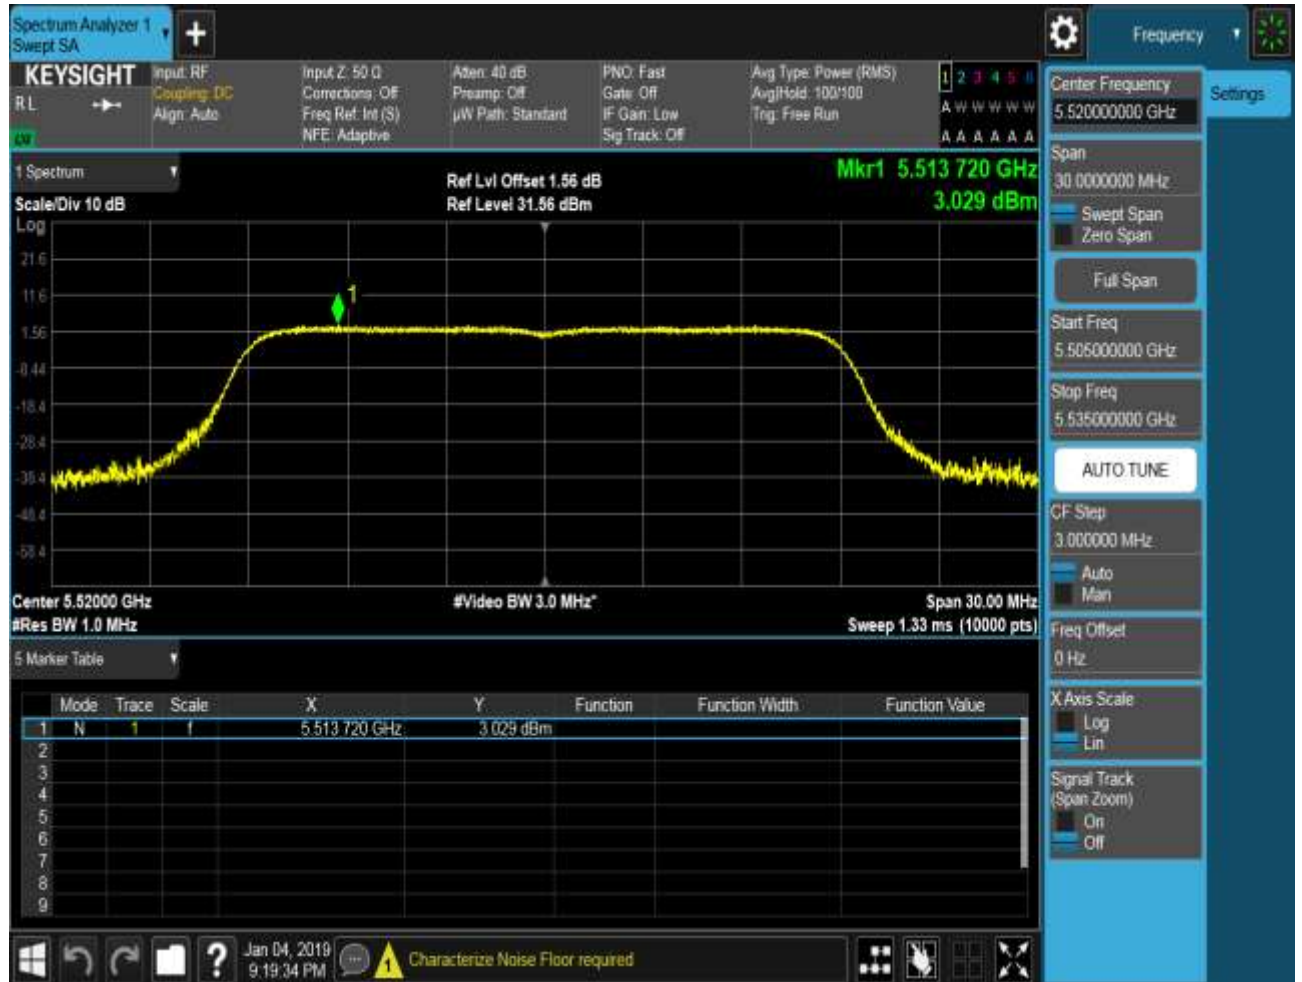 Spectrum Analyzer 1
Swept SA
Frequency
KEYSIGHT
Input: RF
Input Z: 50 Ω
Atten: 40 dB
PNO: Fast
Avg Type: Power (RMS)
1 2 3 4 5 6
R L
Coupling: DC
Corrections: Off
Preamp: Off
Gate: Off
Avg|Hold: 100/100
A W W W W W
Align: Auto
Freq Ref: Int (S)
µW Path: Standard
IF Gain: Low
Trig: Free Run
NFE: Adaptive
Sig Track: Off
A A A A A A
1 Spectrum
Scale/Div 10 dB
Ref Lvl Offset 1.56 dB
Ref Level 31.56 dBm
Mkr1 5.513 720 GHz
3.029 dBm
Log
21.6
11.6
1.56
-8.44
-18.4
-28.4
-38.4
-48.4
-58.4
1
Center 5.52000 GHz
#Video BW 3.0 MHz*
Span 30.00 MHz
#Res BW 1.0 MHz
Sweep 1.33 ms (10000 pts)
5 Marker Table
Mode Trace Scale X Y Function Function Width Function Value
1 N 1 f 5.513 720 GHz 3.029 dBm
2
3
4
5
6
7
8
9
Jan 04, 2019
9:19:34 PM
Characterize Noise Floor required
Settings
Center Frequency
5.520000000 GHz
Span
30.0000000 MHz
Swept Span
Zero Span
Full Span
Start Freq
5.505000000 GHz
Stop Freq
5.535000000 GHz
AUTO TUNE
CF Step
3.000000 MHz
Auto
Man
Freq Offset
0 Hz
X Axis Scale
Log
Lin
Signal Track
(Span Zoom)
On
Off